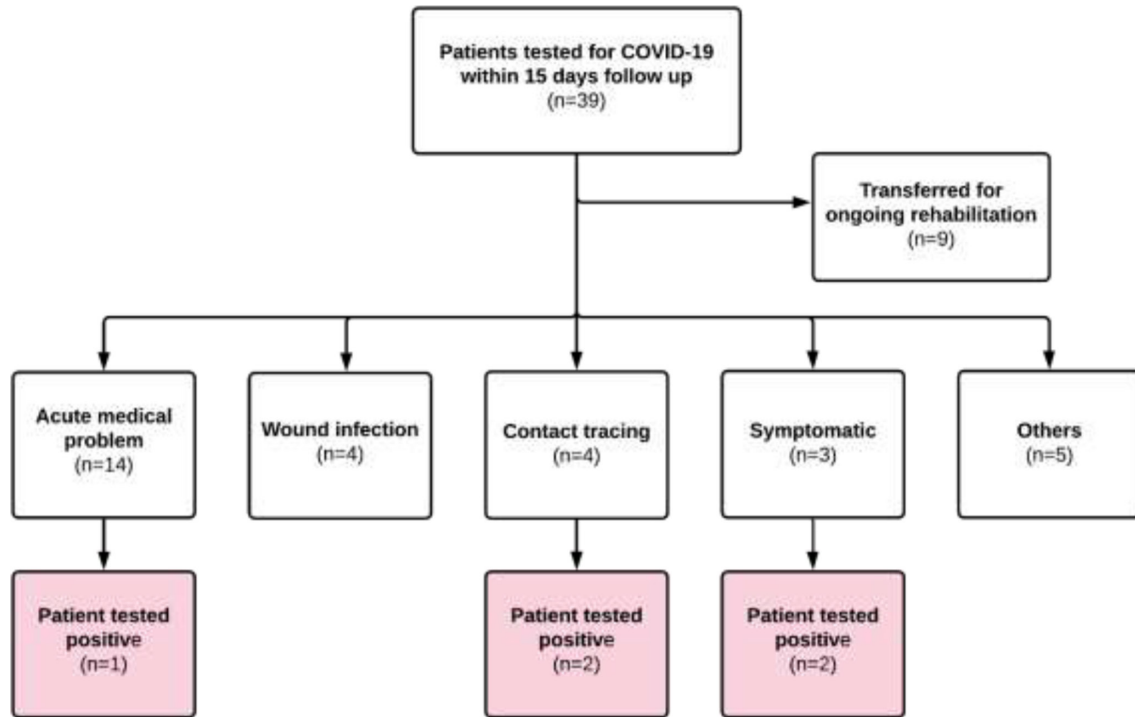 Patients tested for COVID-19
within 15 days follow up
(n=39)
Transferred for
ongoing rehabilitation
(n=9)
Acute medical
problem
(n=14)
Wound infection
(n=4)
Contact tracing
(n=4)
Symptomatic
(n=3)
Others
(n=5)
Patient tested
positive
(n=1)
Patient tested
positive
(n=2)
Patient tested
positive
(n=2)